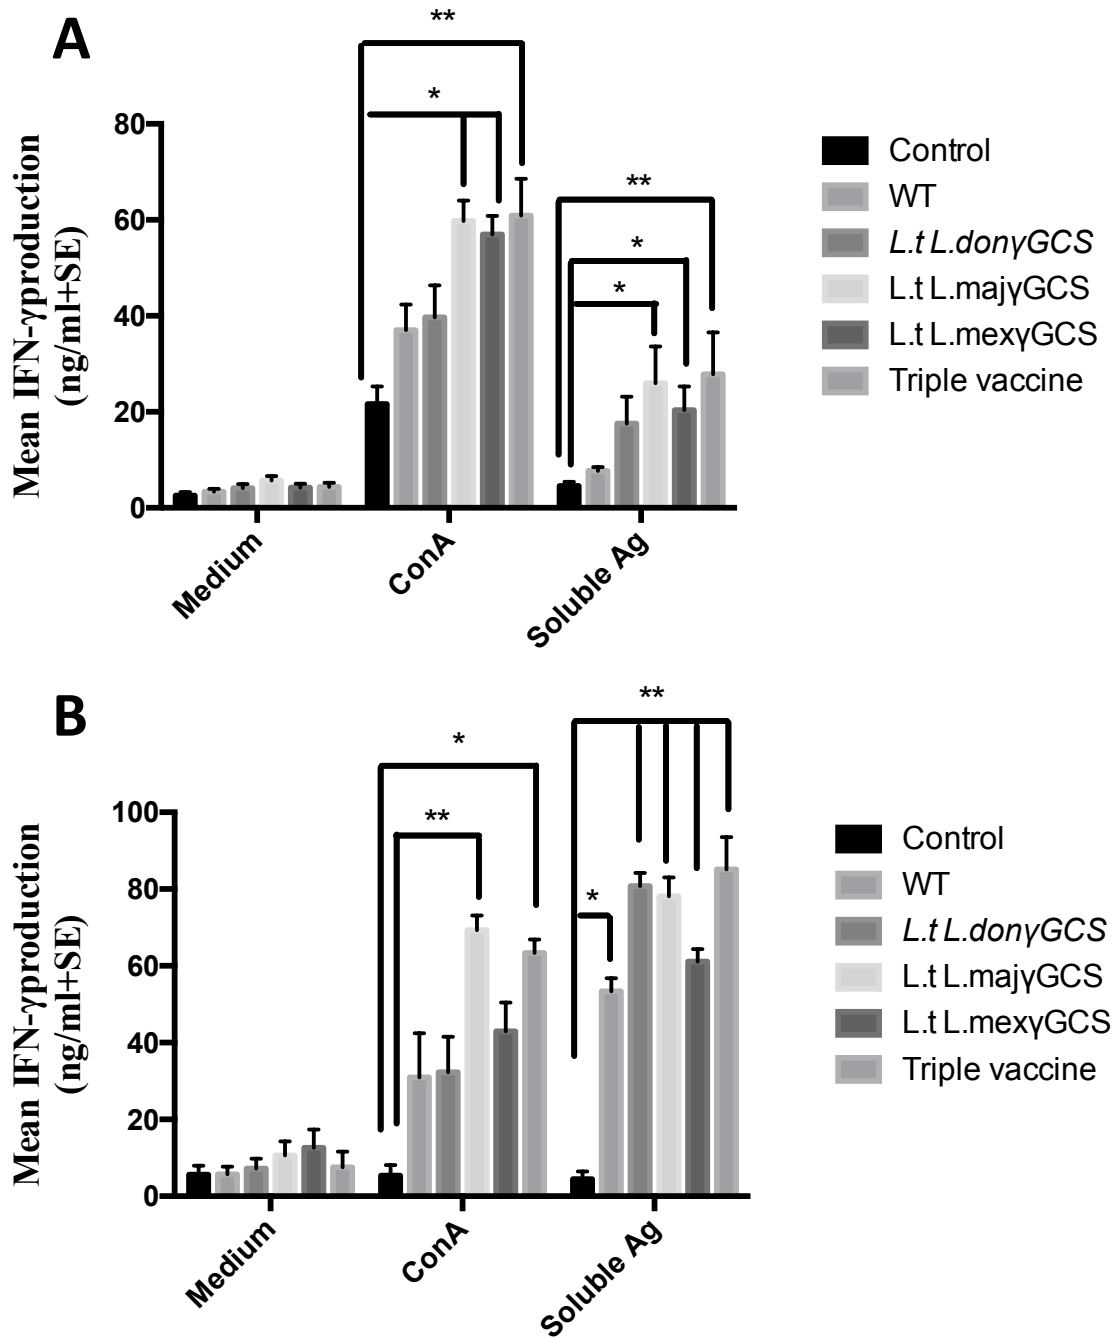 A
**
*
80
60
40
20
0
Mean IFN-γproduction
(ng/ml+SE)
**
*
*
Medium
ConA
Soluble Ag
Control
WT
L.t L.donγGCS
L.t L.majγGCS
L.t L.mexγGCS
Triple vaccine
B
**
*
**
*
100
80
60
40
20
0
Mean IFN-γproduction
(ng/ml+SE)
Medium
ConA
Soluble Ag
Control
WT
L.t L.donγGCS
L.t L.majγGCS
L.t L.mexγGCS
Triple vaccine